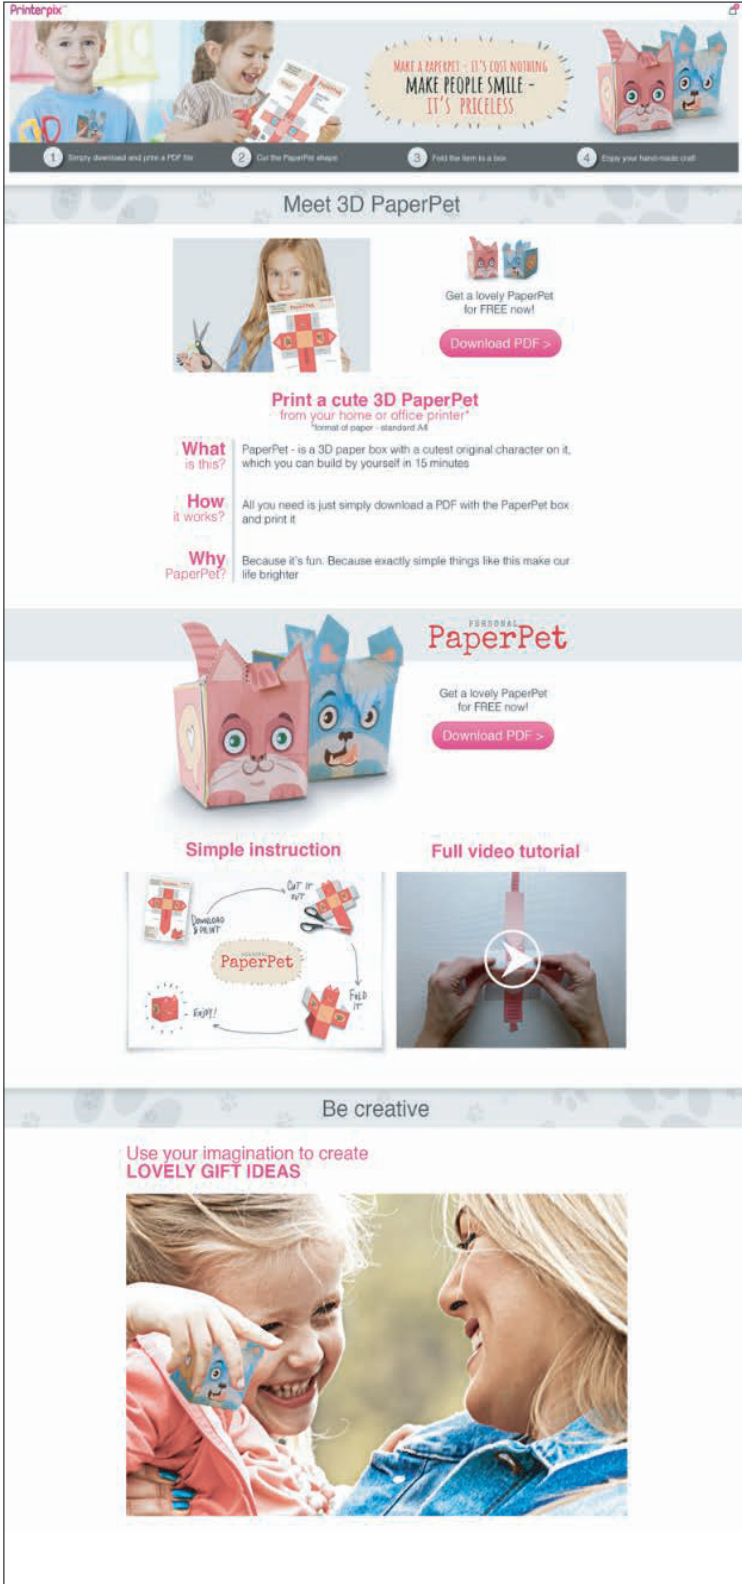 Printerpix
MAKE A PAPERPET - IT'S COST NOTHING
MAKE PEOPLE SMILE -
IT'S PRICELESS
1 Simply download and print a PDF file
2 Cut the PaperPet shape
3 Fold the item to a box
4 Enjoy your hand-made craft
Meet 3D PaperPet
PaperPet
Get a lovely PaperPet
for FREE now!
Download PDF >
Print a cute 3D PaperPet
from your home or office printer*
*format of paper - standard A4
What
is this?
PaperPet - is a 3D paper box with a cutest original character on it,
which you can build by yourself in 15 minutes
How
it works?
All you need is just simply download a PDF with the PaperPet box
and print it
Why
PaperPet?
Because it's fun. Because exactly simple things like this make our
life brighter
PERSONAL
PaperPet
Get a lovely PaperPet
for FREE now!
Download PDF >
Simple instruction
Full video tutorial
DOWNLOAD
& PRINT
CUT IT
OUT
PERSONAL
PaperPet
FOLD
IT
ENJOY!
Be creative
Use your imagination to create
LOVELY GIFT IDEAS